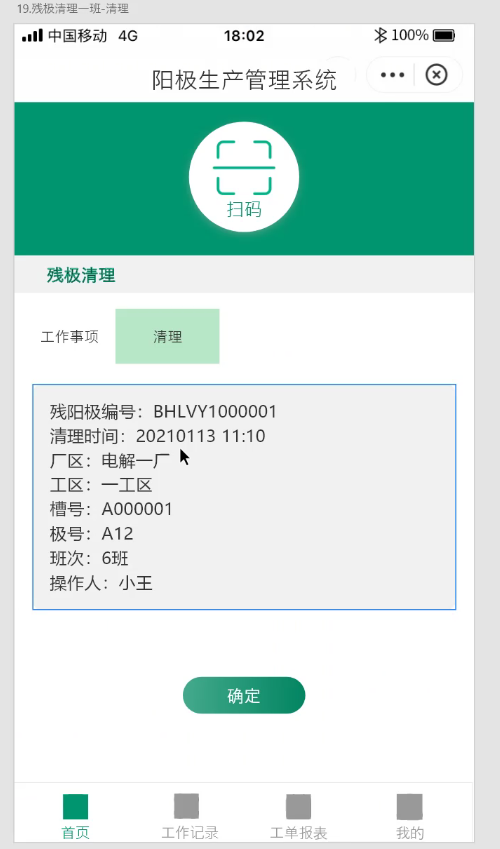 19.残极清理一班-清理
中国移动 4G 18:02 100%
阳极生产管理系统
扫码
残极清理
工作事项 清理
残阳极编号：BHLVY1000001
清理时间：20210113 11:10
厂区：电解一厂
工区：一工区
槽号：A000001
极号：A12
班次：6班
操作人：小王
确定
首页 工作记录 工单报表 我的